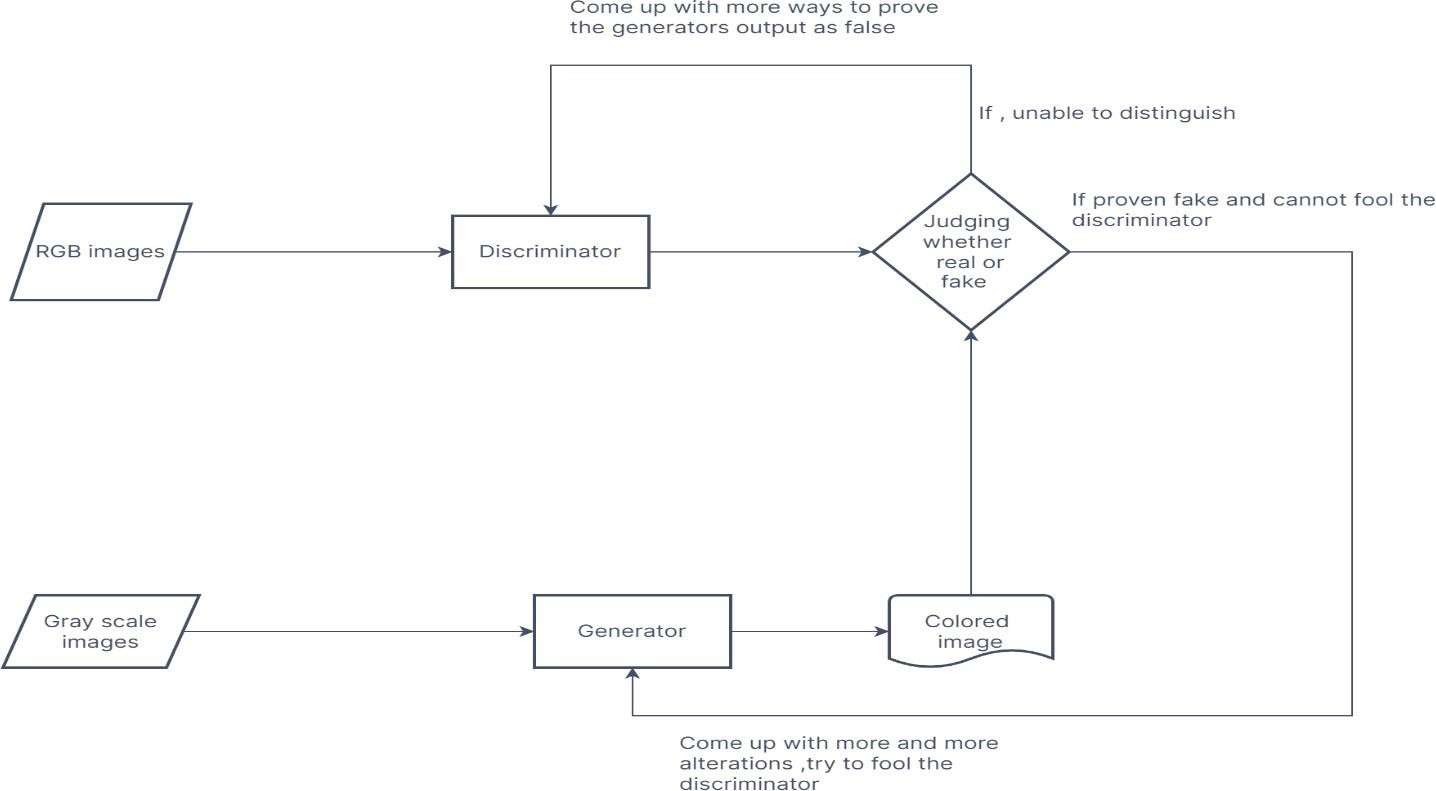 Come up with more ways to prove
the generators output as false
If , unable to distinguish
If proven fake and cannot fool the
discriminator
RGB images
Discriminator
Judging
whether
real or
fake
Gray scale
images
Generator
Colored
image
Come up with more and more
alterations ,try to fool the
discriminator